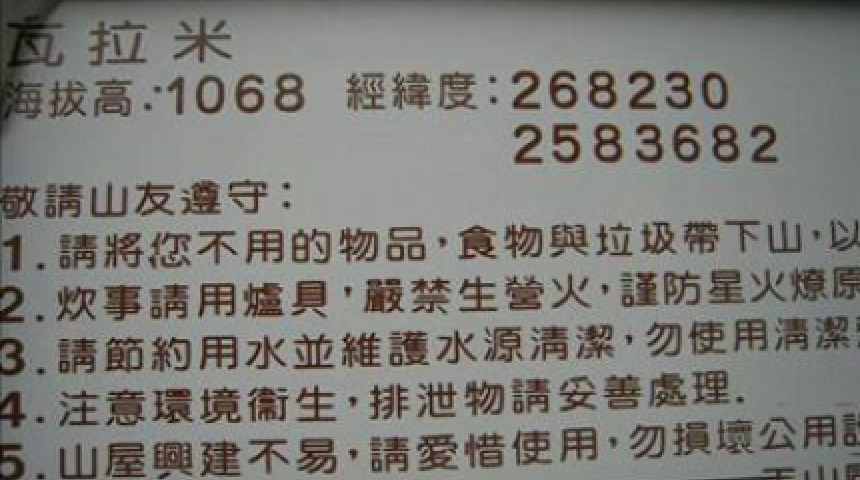 瓦拉米
海拔高:1068 經緯度:268230
2583682
敬請山友遵守:
1.請將您不用的物品,食物與垃圾帶下山,以
2.炊事請用爐具,嚴禁生營火,謹防星火燎原
3.請節約用水並維護水源清潔,勿使用清潔
4.注意環境衞生,排泄物請妥善處理.
5.山屋興建不易,請愛惜使用,勿損壞公用設
玉山國